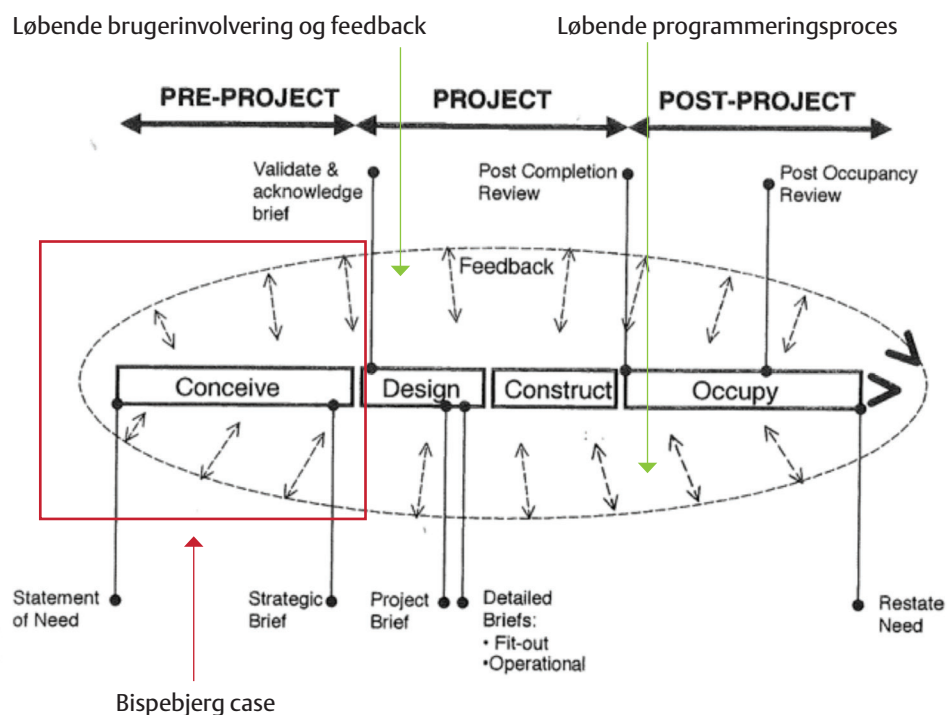 Løbende brugerinvolvering og feedback
Løbende programmeringsproces
PRE-PROJECT
PROJECT
POST-PROJECT
Validate &
acknowledge
brief
Post Completion
Review
Post Occupancy
Review
Feedback
Conceive
Design
Construct
Occupy
Statement
of Need
Strategic
Brief
Project
Brief
Detailed
Briefs:
• Fit-out
•Operational
Restate
Need
Bispebjerg case